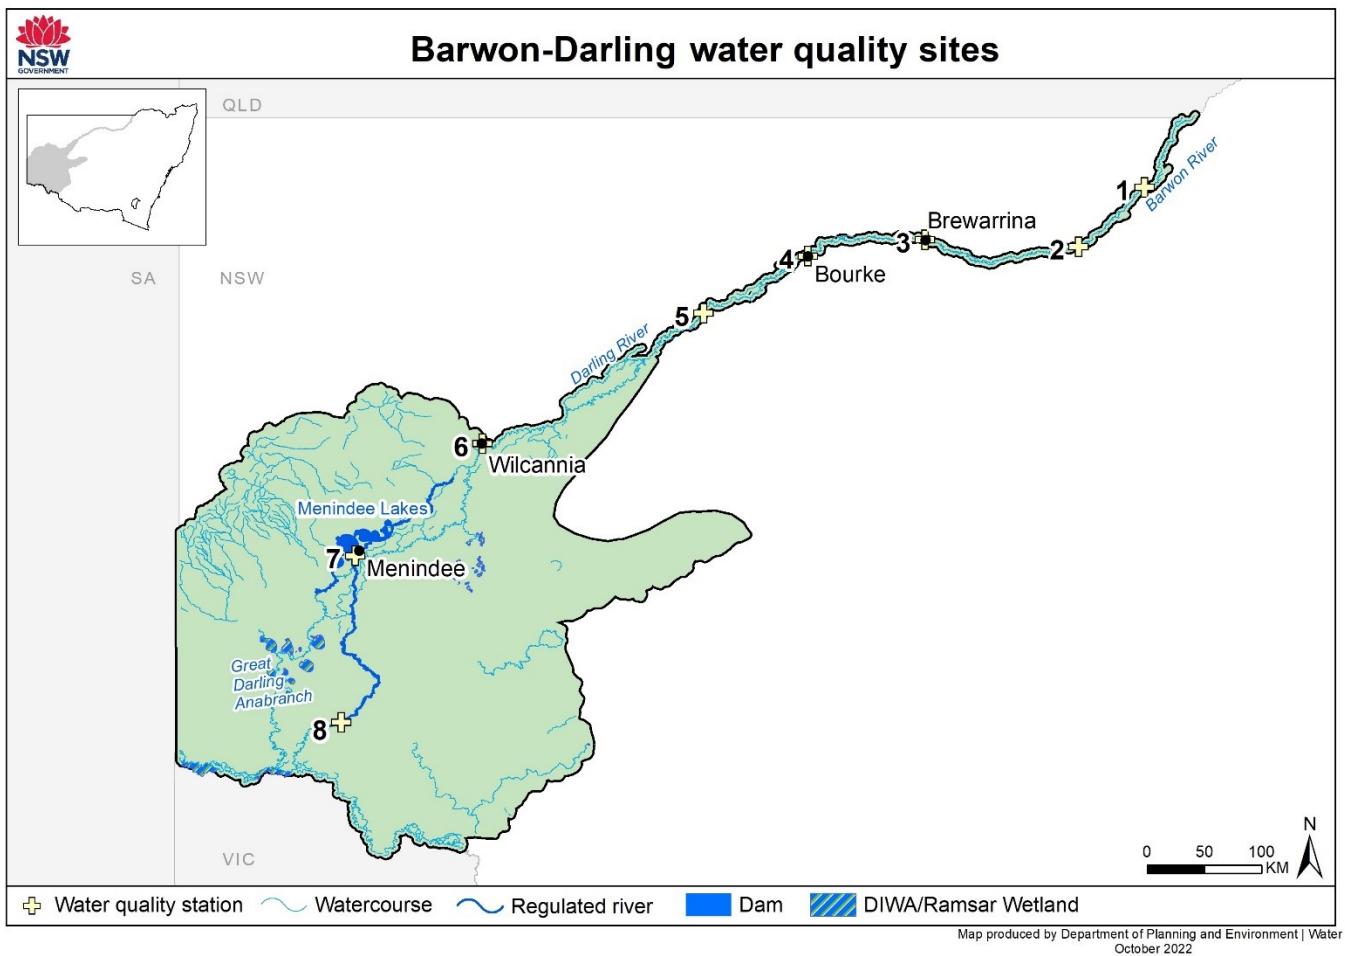 NSW
GOVERNMENT
Barwon-Darling water quality sites
QLD
SA
NSW
VIC
Barwon River
1
2
Brewarrina
3
4
Bourke
5
Darling River
6
Wilcannia
Menindee Lakes
7
Menindee
Great
Darling
Anabranch
8
N
0 50 100
KM
Water quality station
Watercourse
Regulated river
Dam
DIWA/Ramsar Wetland
Map produced by Department of Planning and Environment | Water
October 2022